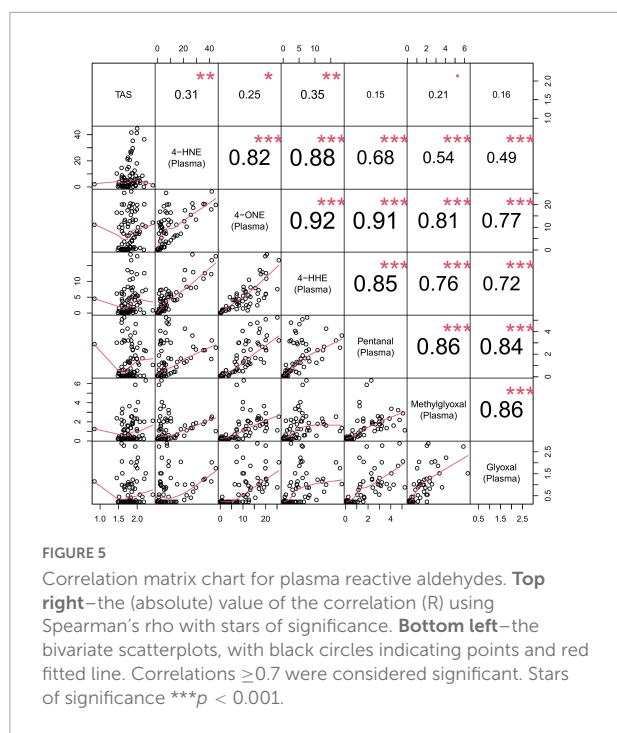 0 20 40 0 5 15 0 2 4 6
TAS 0.31 ** 0.25 * 0.35 ** 0.15 0.21 . 0.16 1.0 1.5 2.0
0 20 40 4-HNE (Plasma) 0.82 *** 0.88 *** 0.68 *** 0.54 *** 0.49 ***
4-ONE (Plasma) 0.92 *** 0.91 *** 0.81 *** 0.77 *** 0 10 20
0 5 15 4-HHE (Plasma) 0.85 *** 0.76 *** 0.72 ***
Pentanal (Plasma) 0.86 *** 0.84 *** 0 2 4
0 2 4 6 Methylglyoxal (Plasma) 0.86 ***
Glyoxal (Plasma) 0.5 1.5 2.5
1.0 1.5 2.0 0 10 20 0 2 4 0.5 1.5 2.5
FIGURE 5
Correlation matrix chart for plasma reactive aldehydes. Top
right–the (absolute) value of the correlation (R) using
Spearman's rho with stars of significance. Bottom left–the
bivariate scatterplots, with black circles indicating points and red
fitted line. Correlations ≥0.7 were considered significant. Stars
of significance ***p < 0.001.